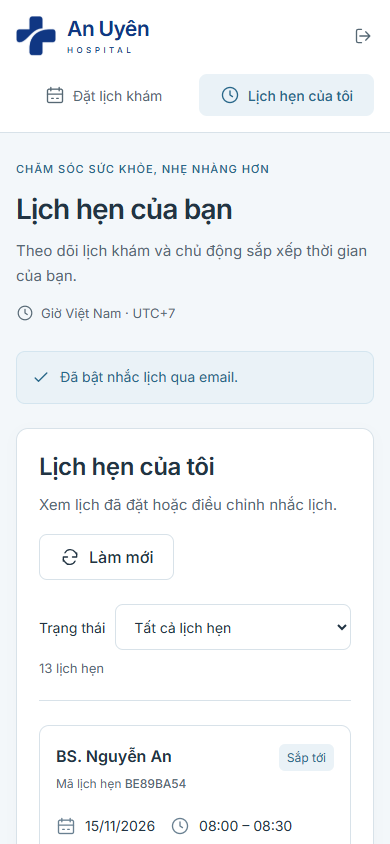 An Uyên
HOSPITAL
Đặt lịch khám
Lịch hẹn của tôi
CHĂM SÓC SỨC KHỎE, NHẸ NHÀNG HƠN
Lịch hẹn của bạn
Theo dõi lịch khám và chủ động sắp xếp thời gian
của bạn.
Giờ Việt Nam · UTC+7
Đã bật nhắc lịch qua email.
Lịch hẹn của tôi
Xem lịch đã đặt hoặc điều chỉnh nhắc lịch.
Làm mới
Trạng thái
Tất cả lịch hẹn
13 lịch hẹn
BS. Nguyễn An
Sắp tới
Mã lịch hẹn BE89BA54
15/11/2026
08:00 – 08:30